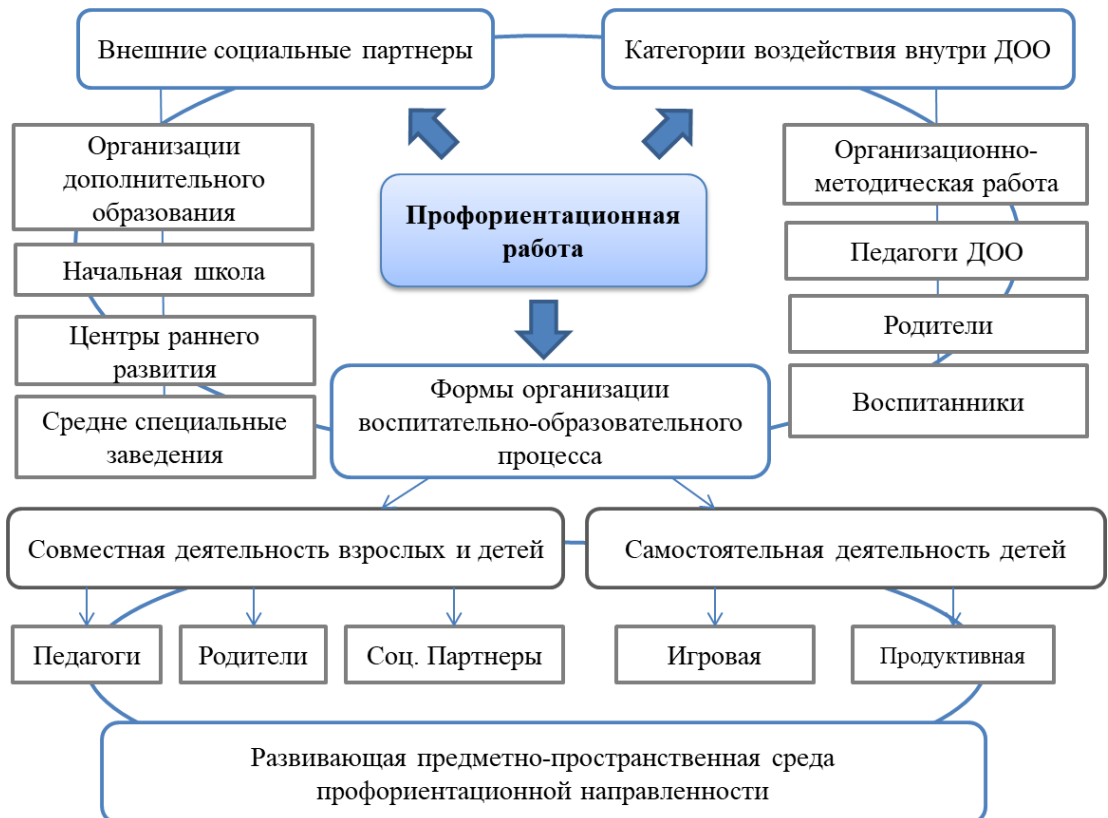 Внешние социальные партнеры
Категории воздействия внутри ДОО
Организации
дополнительного
образования
Начальная школа
Центры раннего
развития
Средне специальные
заведения
Профориентационная
работа
Организационно-
методическая работа
Педагоги ДОО
Родители
Воспитанники
Формы организации
воспитательно-образовательного
процесса
Совместная деятельность взрослых и детей
Самостоятельная деятельность детей
Педагоги
Родители
Соц. Партнеры
Игровая
Продуктивная
Развивающая предметно-пространственная среда
профориентационной направленности